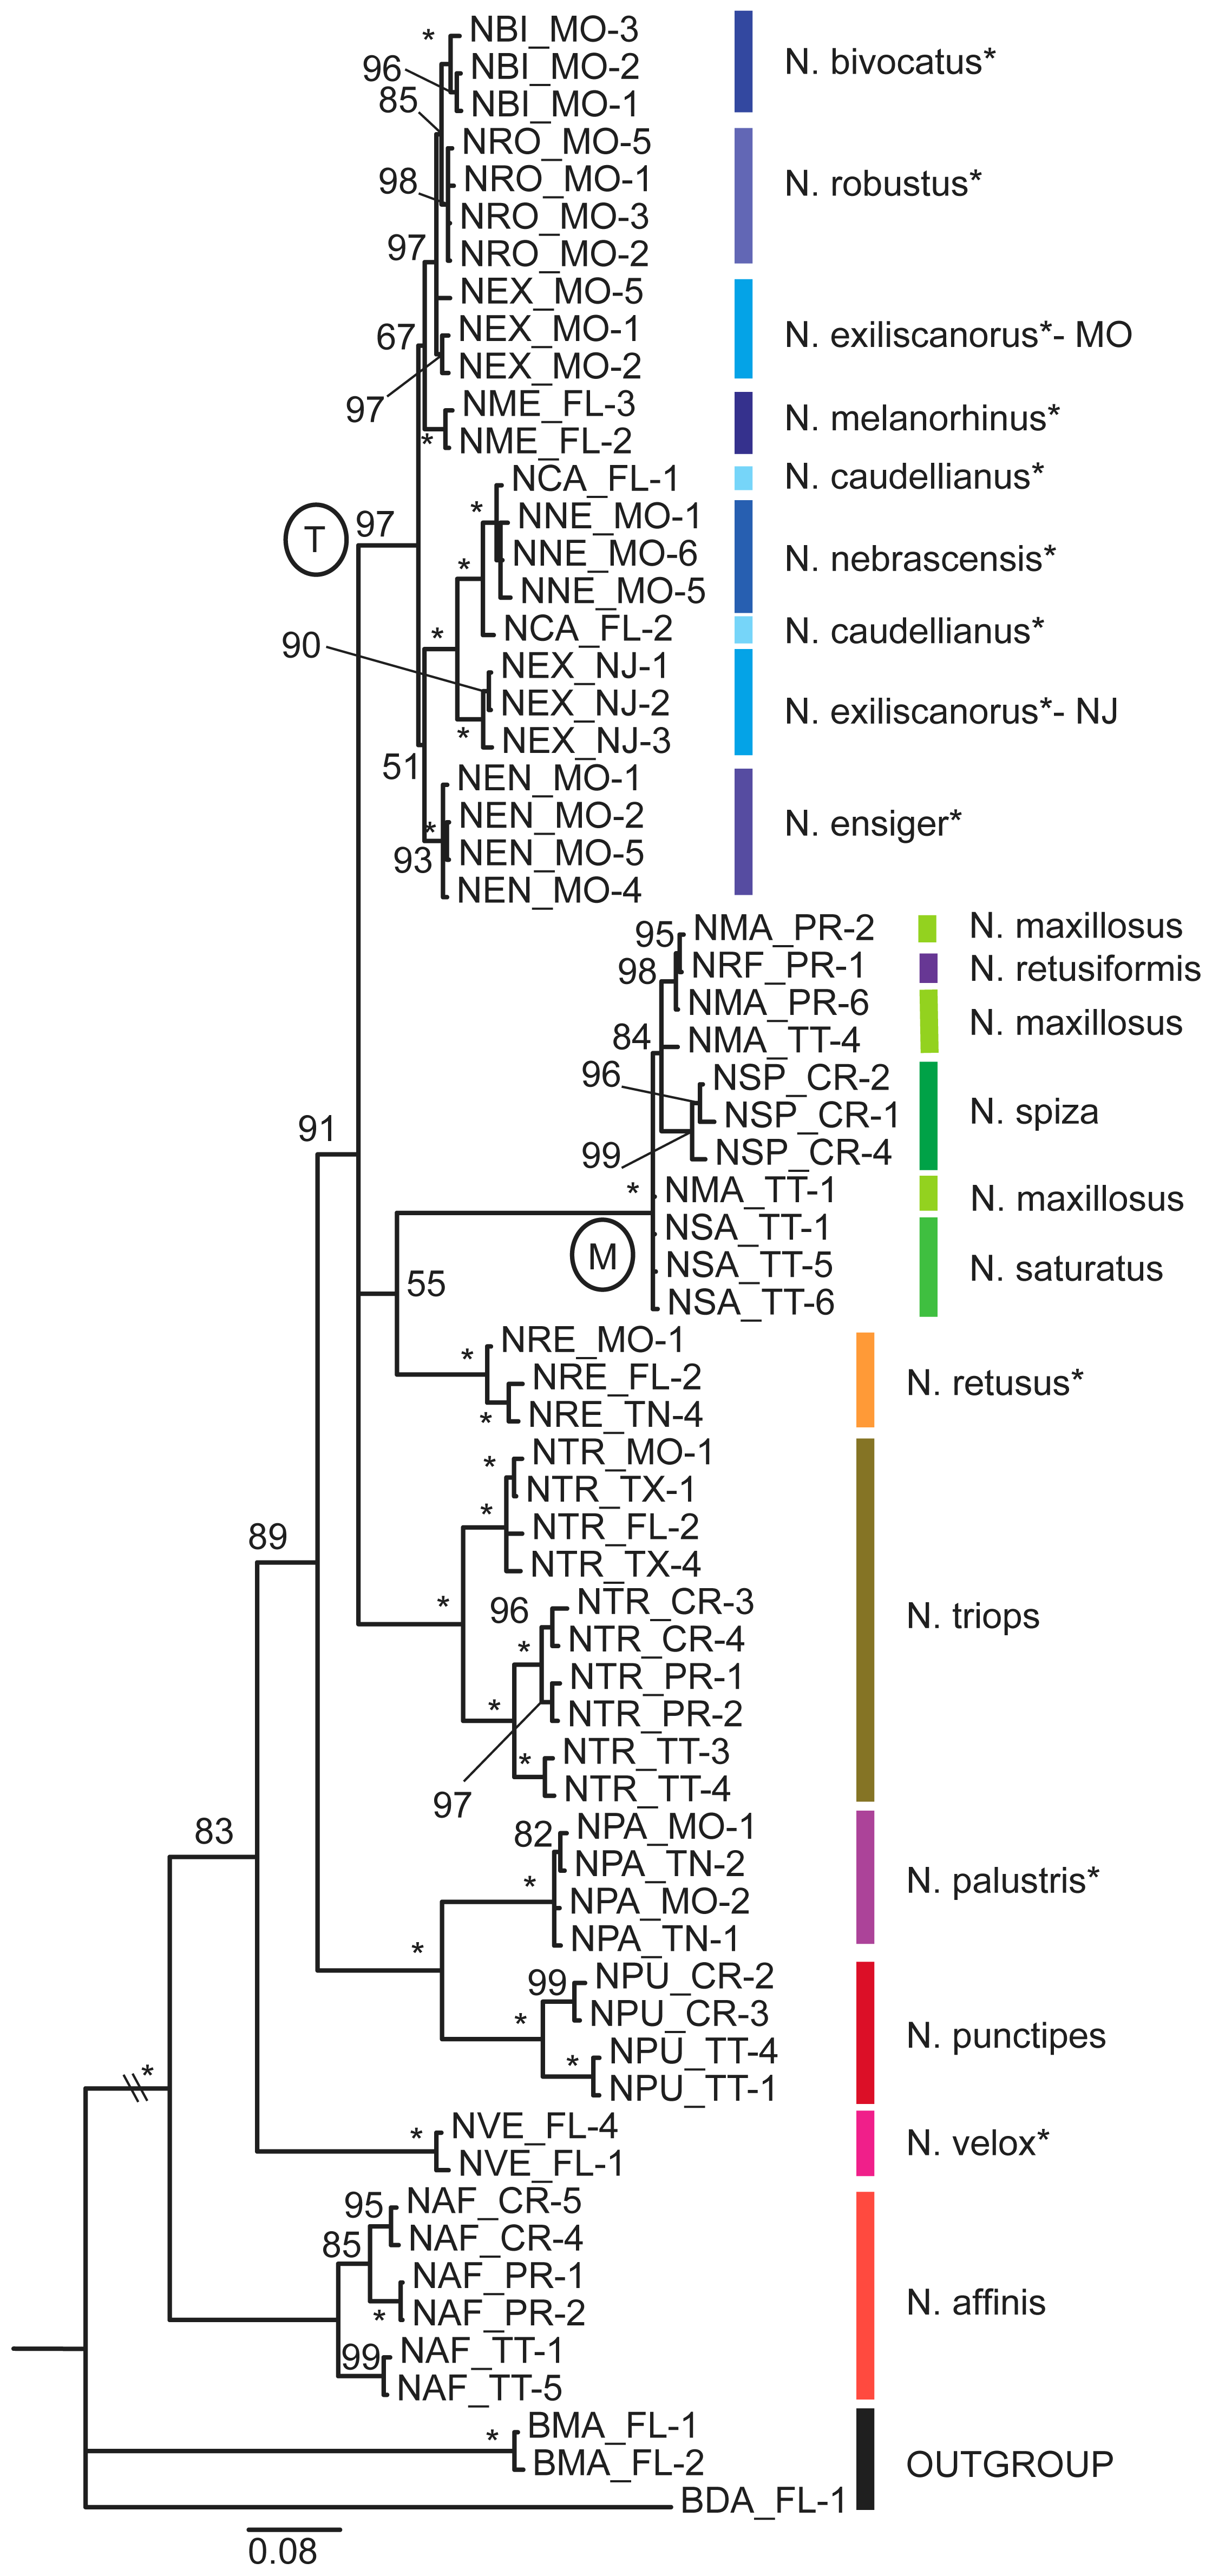 * NBI_MO-3
96 NBI_MO-2 N. bivocatus*
85 NBI_MO-1
NRO_MO-5
98 NRO_MO-1 N. robustus*
NRO_MO-3
97 NRO_MO-2
NEX_MO-5
67 NEX_MO-1 N. exiliscanorus*- MO
NEX_MO-2
97 NME_FL-3 N. melanorhinus*
* NME_FL-2
NCA_FL-1 N. caudellianus*
T 97 * NNE_MO-1
* NNE_MO-6 N. nebrascensis*
NNE_MO-5
* NCA_FL-2 N. caudellianus*
90 NEX_NJ-1
NEX_NJ-2 N. exiliscanorus*- NJ
* NEX_NJ-3
51 NEN_MO-1
* NEN_MO-2 N. ensiger*
93 NEN_MO-5
NEN_MO-4
95 NMA_PR-2 N. maxillosus
98 NRF_PR-1 N. retusiformis
NMA_PR-6 N. maxillosus
84 NMA_TT-4
96 NSP_CR-2
NSP_CR-1 N. spiza
99 NSP_CR-4
91
* NMA_TT-1 N. maxillosus
NSA_TT-1
M NSA_TT-5 N. saturatus
55 NSA_TT-6
* NRE_MO-1
NRE_FL-2 N. retusus*
* NRE_TN-4
* NTR_MO-1
* NTR_TX-1
89 NTR_FL-2
NTR_TX-4
* 96 NTR_CR-3 N. triops
* NTR_CR-4
* NTR_PR-1
NTR_PR-2
* NTR_TT-3
97 NTR_TT-4
83 82 NPA_MO-1
* NPA_TN-2 N. palustris*
NPA_MO-2
* NPA_TN-1
99 NPU_CR-2
* NPU_CR-3 N. punctipes
* * NPU_TT-4
NPU_TT-1
* NVE_FL-4 N. velox*
NVE_FL-1
95 NAF_CR-5
85 NAF_CR-4
NAF_PR-1 N. affinis
* NAF_PR-2
99 NAF_TT-1
NAF_TT-5
* BMA_FL-1
BMA_FL-2 OUTGROUP
BDA_FL-1
0.08